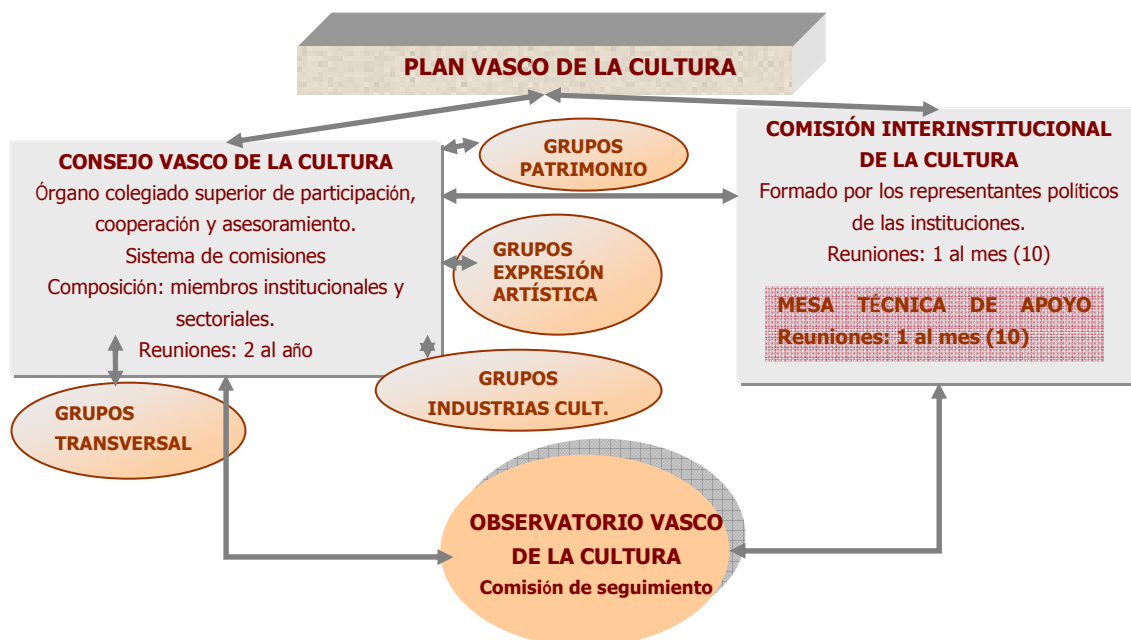 PLAN VASCO DE LA CULTURA
CONSEJO VASCO DE LA CULTURA
Órgano colegiado superior de participación,
cooperación y asesoramiento.
Sistema de comisiones
Composición: miembros institucionales y
sectoriales.
Reuniones: 2 al año
GRUPOS
PATRIMONIO
GRUPOS
EXPRESIÓN
ARTÍSTICA
GRUPOS
INDUSTRIAS CULT.
GRUPOS
TRANSVERSAL
COMISIÓN INTERINSTITUCIONAL
DE LA CULTURA
Formado por los representantes políticos
de las instituciones.
Reuniones: 1 al mes (10)
MESA TÉCNICA DE APOYO
Reuniones: 1 al mes (10)
OBSERVATORIO VASCO
DE LA CULTURA
Comisión de seguimiento